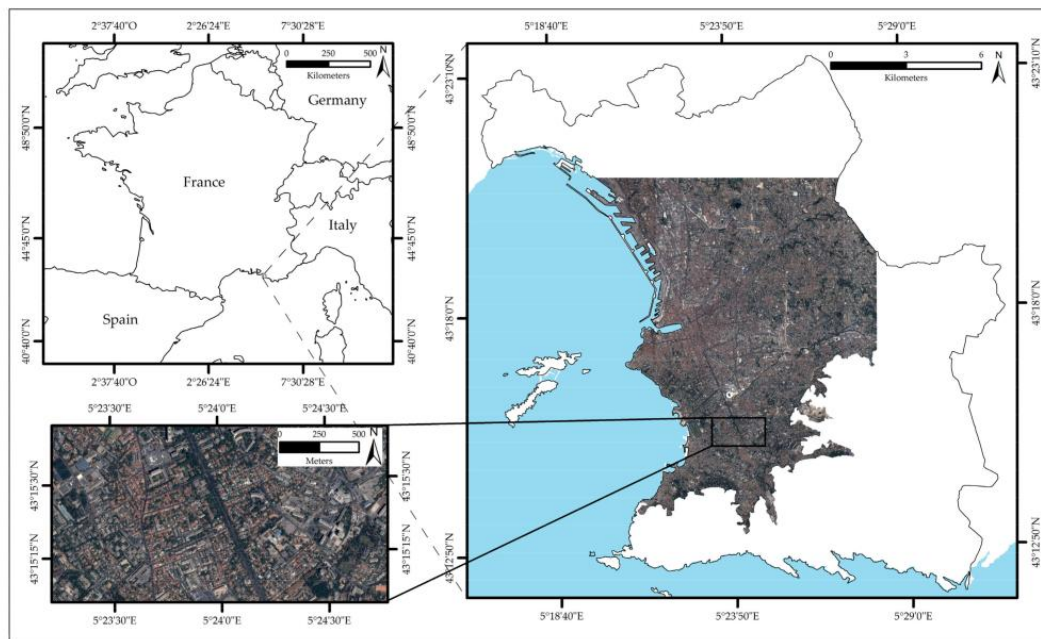 2°37'40"O 2°26'24"E 7°30'28"E
0 250 500
Kilometers
N
Germany
France
Italy
Spain
48°50'0"N
44°45'0"N
40°40'0"N
48°50'0"N
44°45'0"N
40°40'0"N
2°37'40"O 2°26'24"E 7°30'28"E
5°18'40"E 5°23'50"E 5°29'0"E
0 3 6
Kilometers
N
43°23'10"N
43°18'0"N
43°12'50"N
43°23'10"N
43°18'0"N
43°12'50"N
5°18'40"E 5°23'50"E 5°29'0"E
5°23'30"E 5°24'0"E 5°24'30"E
0 250 500
Meters
N
43°15'30"N
43°15'15"N
43°15'30"N
43°15'15"N
5°23'30"E 5°24'0"E 5°24'30"E